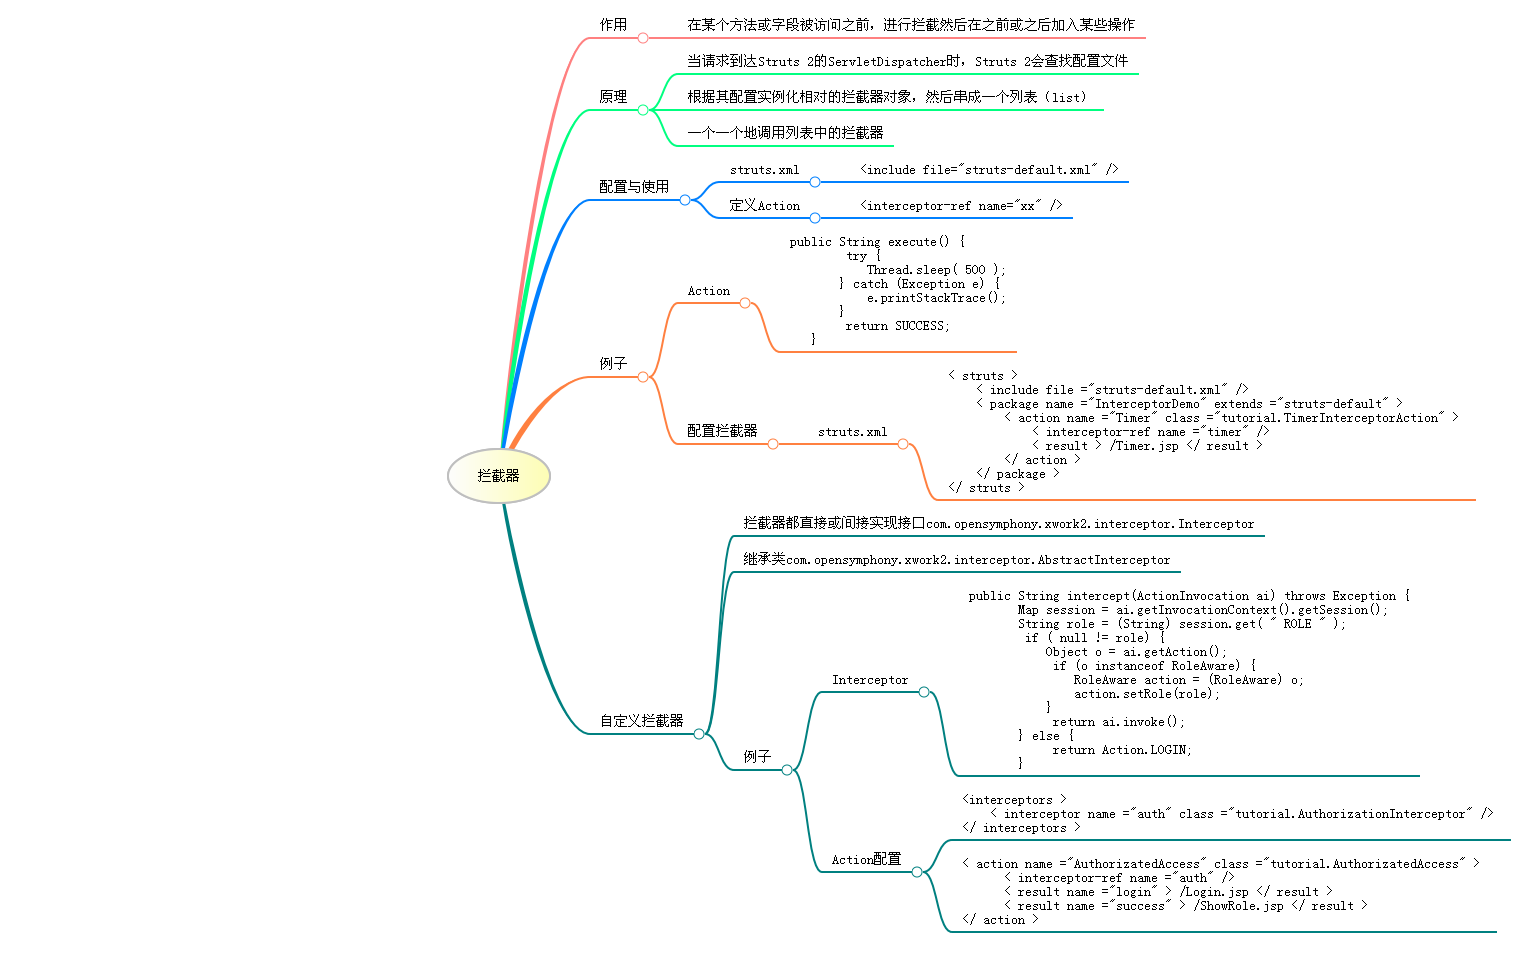 作用
在某个方法或字段被访问之前，进行拦截然后在之前或之后加入某些操作
原理
当请求到达Struts 2的ServletDispatcher时，Struts 2会查找配置文件
根据其配置实例化相对的拦截器对象，然后串成一个列表（list）
一个一个地调用列表中的拦截器
配置与使用
struts.xml
<include file="struts-default.xml" />
定义Action
<interceptor-ref name="xx" />
例子
Action
public String execute() {
try {
Thread.sleep( 500 );
} catch (Exception e) {
e.printStackTrace();
}
return SUCCESS;
}
配置拦截器
struts.xml
< struts >
< include file ="struts-default.xml" />
< package name ="InterceptorDemo" extends ="struts-default" >
< action name ="Timer" class ="tutorial.TimerInterceptorAction" >
< interceptor-ref name ="timer" />
< result > /Timer.jsp </ result >
</ action >
</ package >
</ struts >
拦截器
自定义拦截器
拦截器都直接或间接实现接口com.opensymphony.xwork2.interceptor.Interceptor
继承类com.opensymphony.xwork2.interceptor.AbstractInterceptor
例子
Interceptor
public String intercept(ActionInvocation ai) throws Exception {
Map session = ai.getInvocationContext().getSession();
String role = (String) session.get( " ROLE " );
if ( null != role) {
Object o = ai.getAction();
if (o instanceof RoleAware) {
RoleAware action = (RoleAware) o;
action.setRole(role);
}
return ai.invoke();
} else {
return Action.LOGIN;
}
Action配置
<interceptors >
< interceptor name ="auth" class ="tutorial.AuthorizationInterceptor" />
</ interceptors >
< action name ="AuthorizatedAccess" class ="tutorial.AuthorizatedAccess" >
< interceptor-ref name ="auth" />
< result name ="login" > /Login.jsp </ result >
< result name ="success" > /ShowRole.jsp </ result >
</ action >